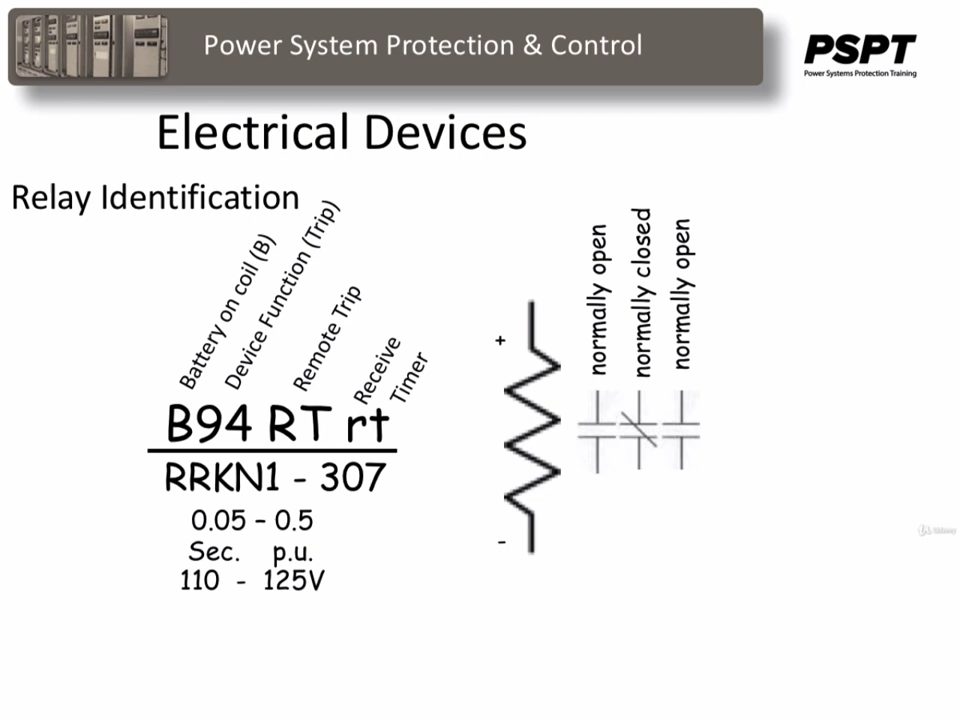 Power System Protection & Control
PSPT
Power Systems Protection Training
Electrical Devices
Relay Identification
Battery on coil (B)
Device Function (Trip)
Remote Trip
Receive
Timer
B94 RT rt
RRKN1 - 307
0.05 – 0.5
Sec. p.u.
110 - 125V
+
-
normally open
normally closed
normally open